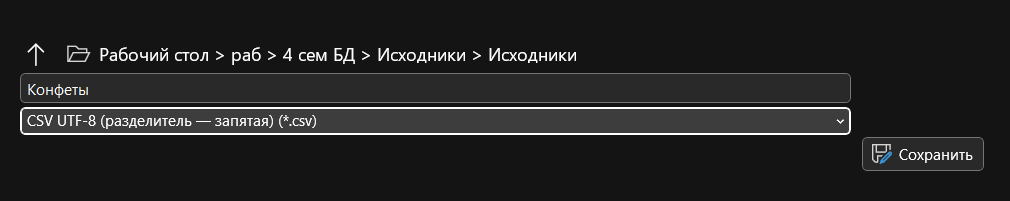 Рабочий стол > раб > 4 сем БД > Исходники > Исходники
Конфеты
CSV UTF-8 (разделитель — запятая) (*.csv)
Сохранить